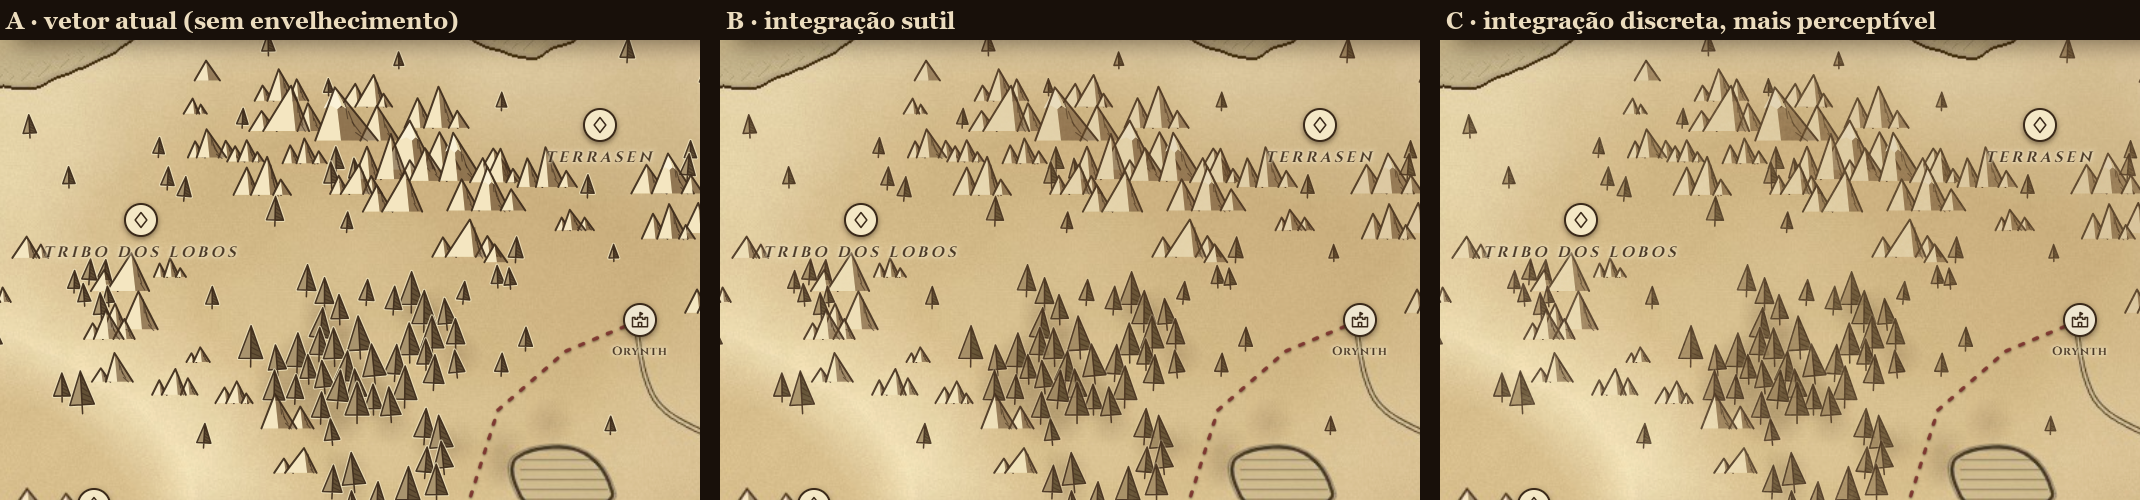 A · vetor atual (sem envelhecimento)
B · integração sutil
C · integração discreta, mais perceptível
TERRASEN
TERRASEN
TERRASEN
TRIBO DOS LOBOS
TRIBO DOS LOBOS
TRIBO DOS LOBOS
Orynth
Orynth
Orynth